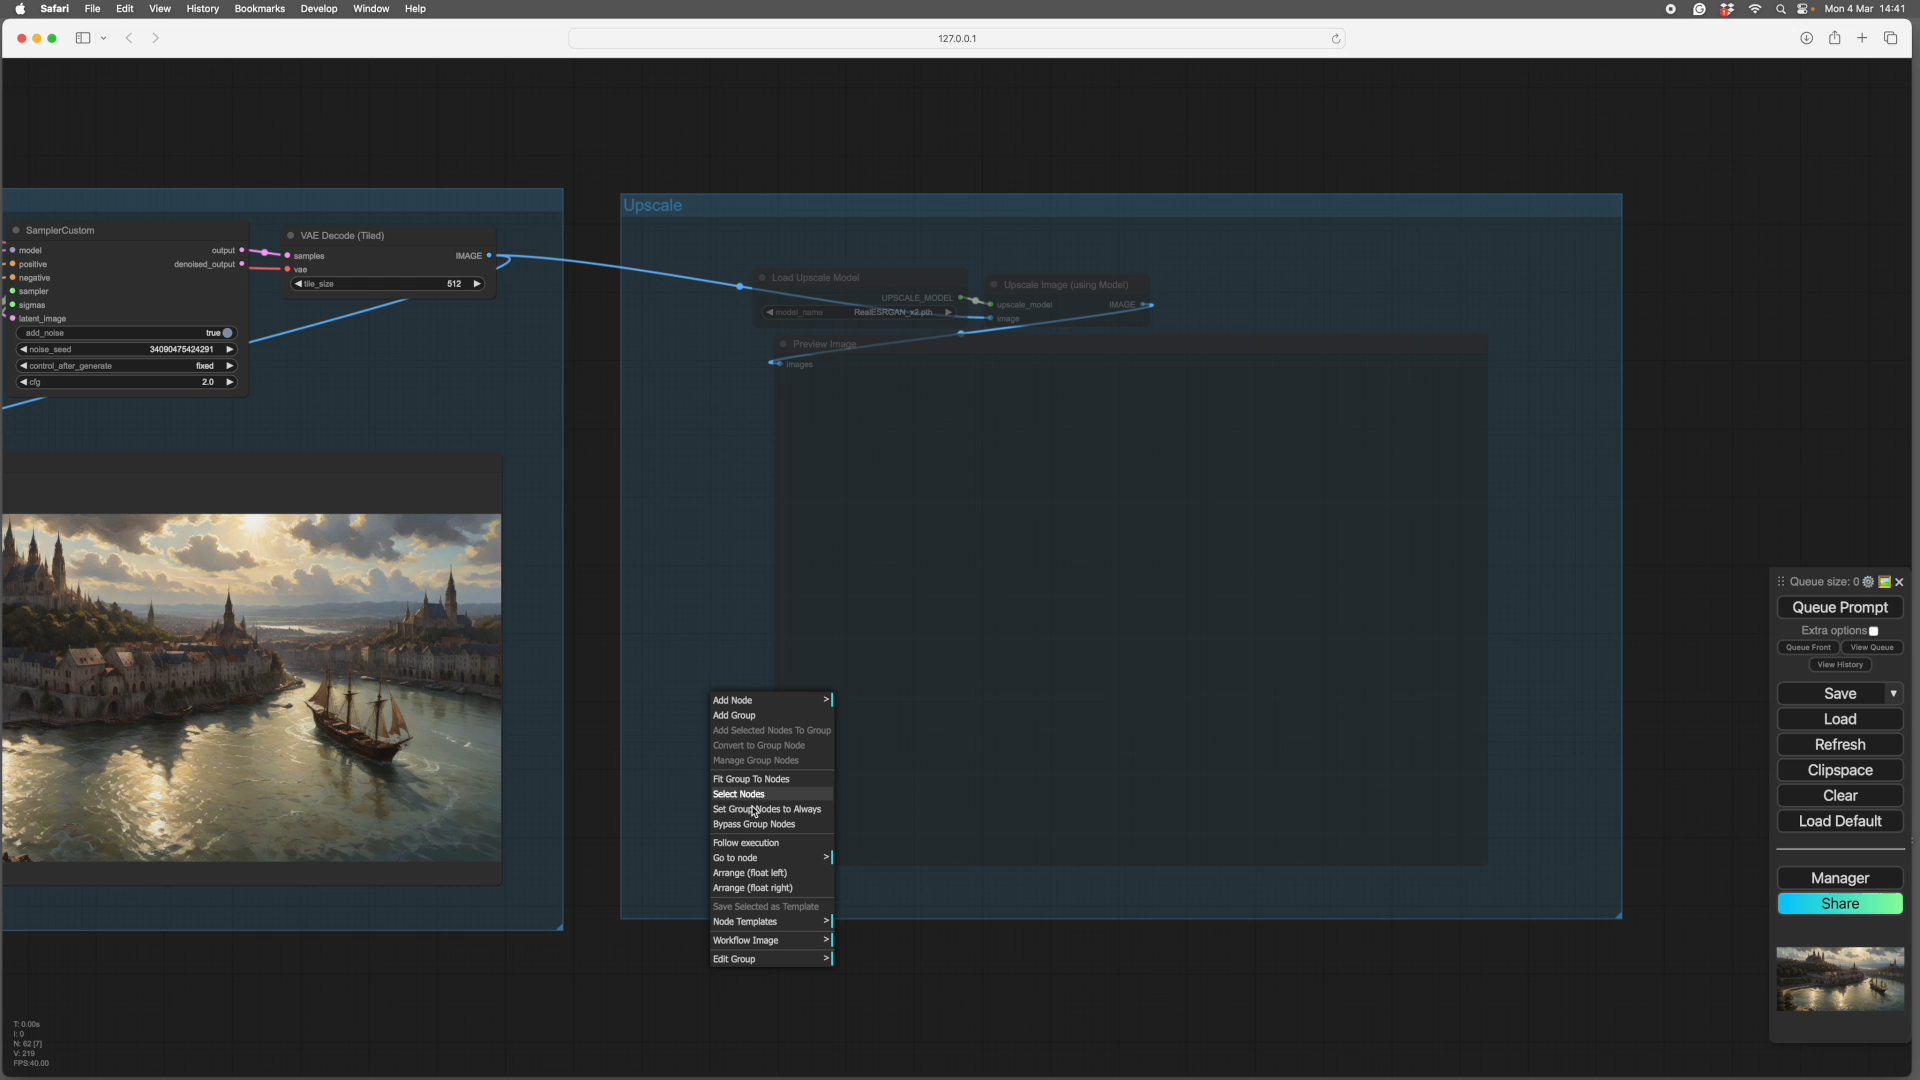 Safari File Edit View History Bookmarks Develop Window Help
Mon 4 Mar 14:41
127.0.0.1
SamplerCustom
model output
positive denoised_output
negative
sampler
sigmas
latent_image
add_noise true
noise_seed 34090475424291
control_after_generate fixed
cfg 2.0
VAE Decode (Tiled)
samples IMAGE
vae
tile_size 512
Upscale
Load Upscale Model
UPSCALE_MODEL
model_name RealESRGAN_x2.pth
Upscale Image (using Model)
upscale_model IMAGE
image
Preview Image
images
Add Node >
Add Group
Add Selected Nodes To Group
Convert to Group Node
Manage Group Nodes
Fit Group To Nodes
Select Nodes
Set Group Nodes to Always
Bypass Group Nodes
Follow execution
Go to node >
Arrange (float left)
Arrange (float right)
Save Selected as Template
Node Templates >
Workflow Image >
Edit Group >
Queue size: 0
Queue Prompt
Extra options
Queue Front View Queue
View History
Save
Load
Refresh
Clipspace
Clear
Load Default
Manager
Share
T: 0.00s
I: 0
N: 62 [7]
V: 219
FPS:40.00